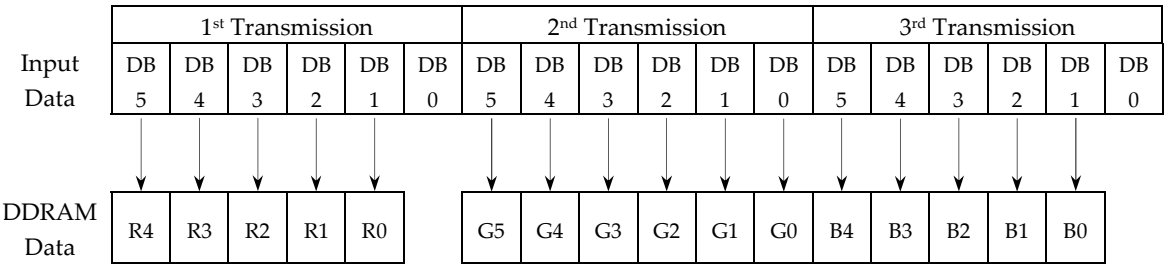 1st Transmission 2nd Transmission 3rd Transmission
Input Data DB 5 DB 4 DB 3 DB 2 DB 1 DB 0 DB 5 DB 4 DB 3 DB 2 DB 1 DB 0 DB 5 DB 4 DB 3 DB 2 DB 1 DB 0
DDRAM Data R4 R3 R2 R1 R0 G5 G4 G3 G2 G1 G0 B4 B3 B2 B1 B0